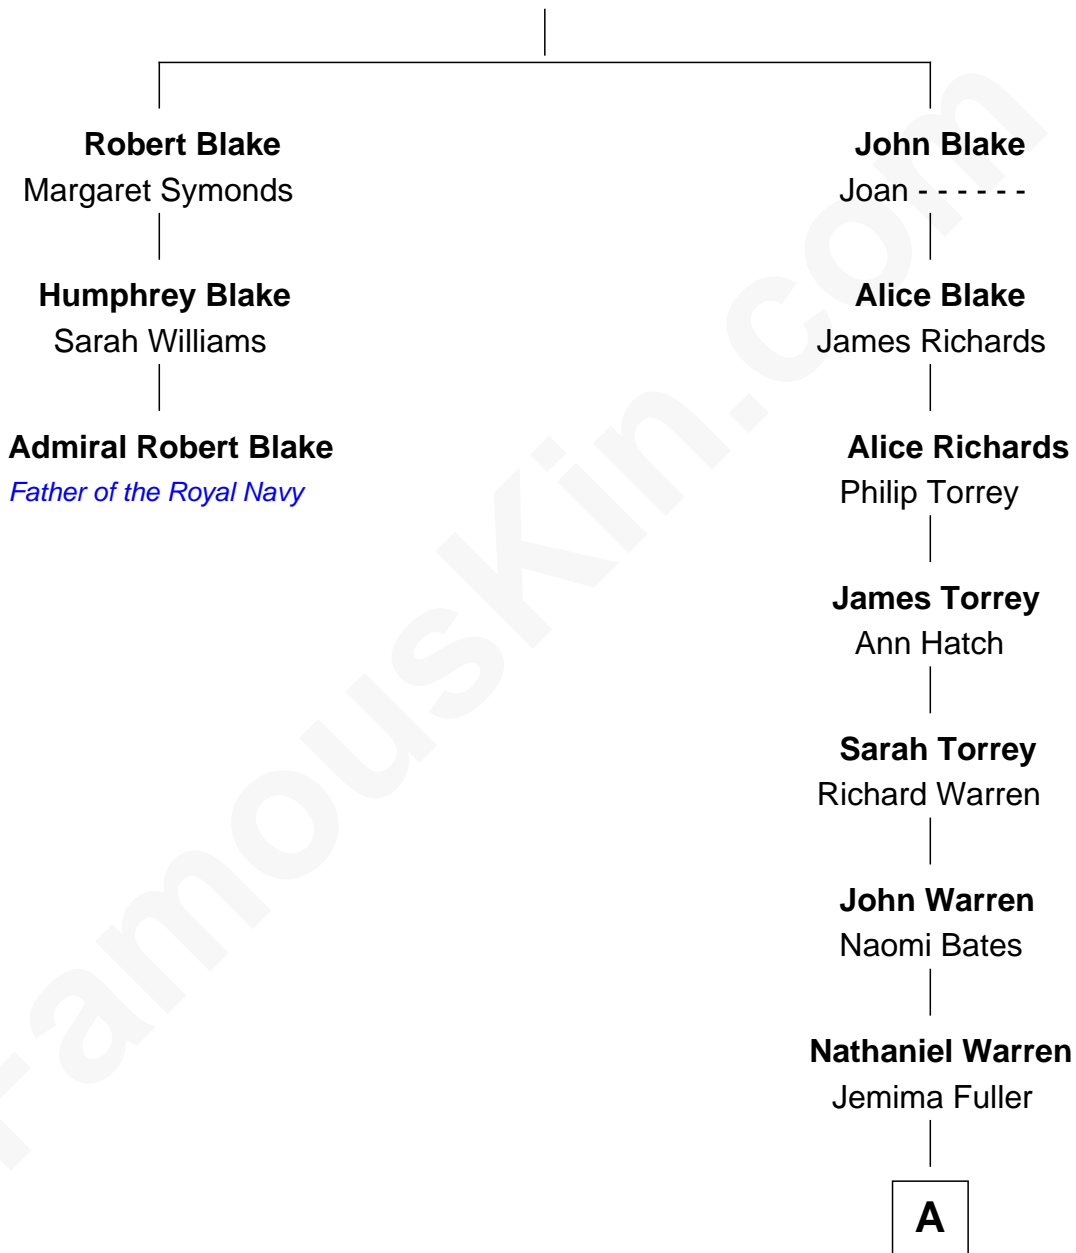 Robert Blake
Margaret Symonds
Humphrey Blake
Sarah Williams
Admiral Robert Blake
Father of the Royal Navy
John Blake
Joan - - - - - -
Alice Blake
James Richards
Alice Richards
Philip Torrey
James Torrey
Ann Hatch
Sarah Torrey
Richard Warren
John Warren
Naomi Bates
Nathaniel Warren
Jemima Fuller
A
FamousKin.com